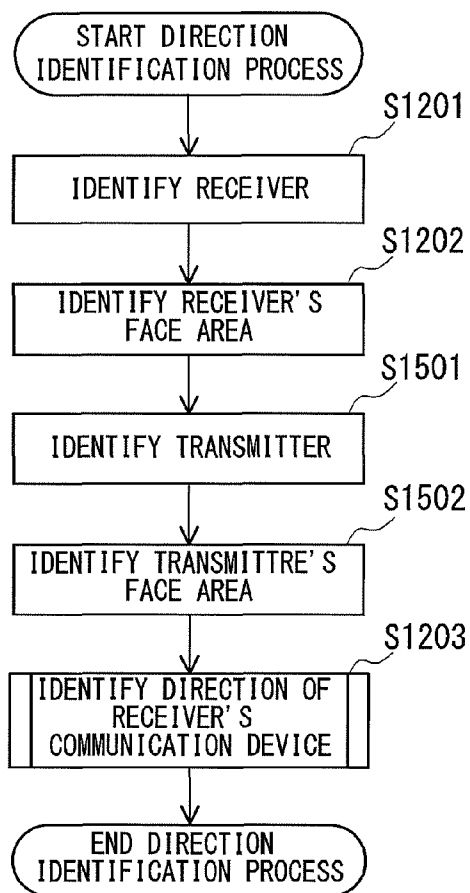 START DIRECTION
IDENTIFICATION PROCESS
S1201
IDENTIFY RECEIVER
S1202
IDENTIFY RECEIVER'S
FACE AREA
S1501
IDENTIFY TRANSMITTER
S1502
IDENTIFY TRANSMITTRE'S
FACE AREA
S1203
IDENTIFY DIRECTION OF
RECEIVER'S
COMMUNICATION DEVICE
END DIRECTION
IDENTIFICATION PROCESS